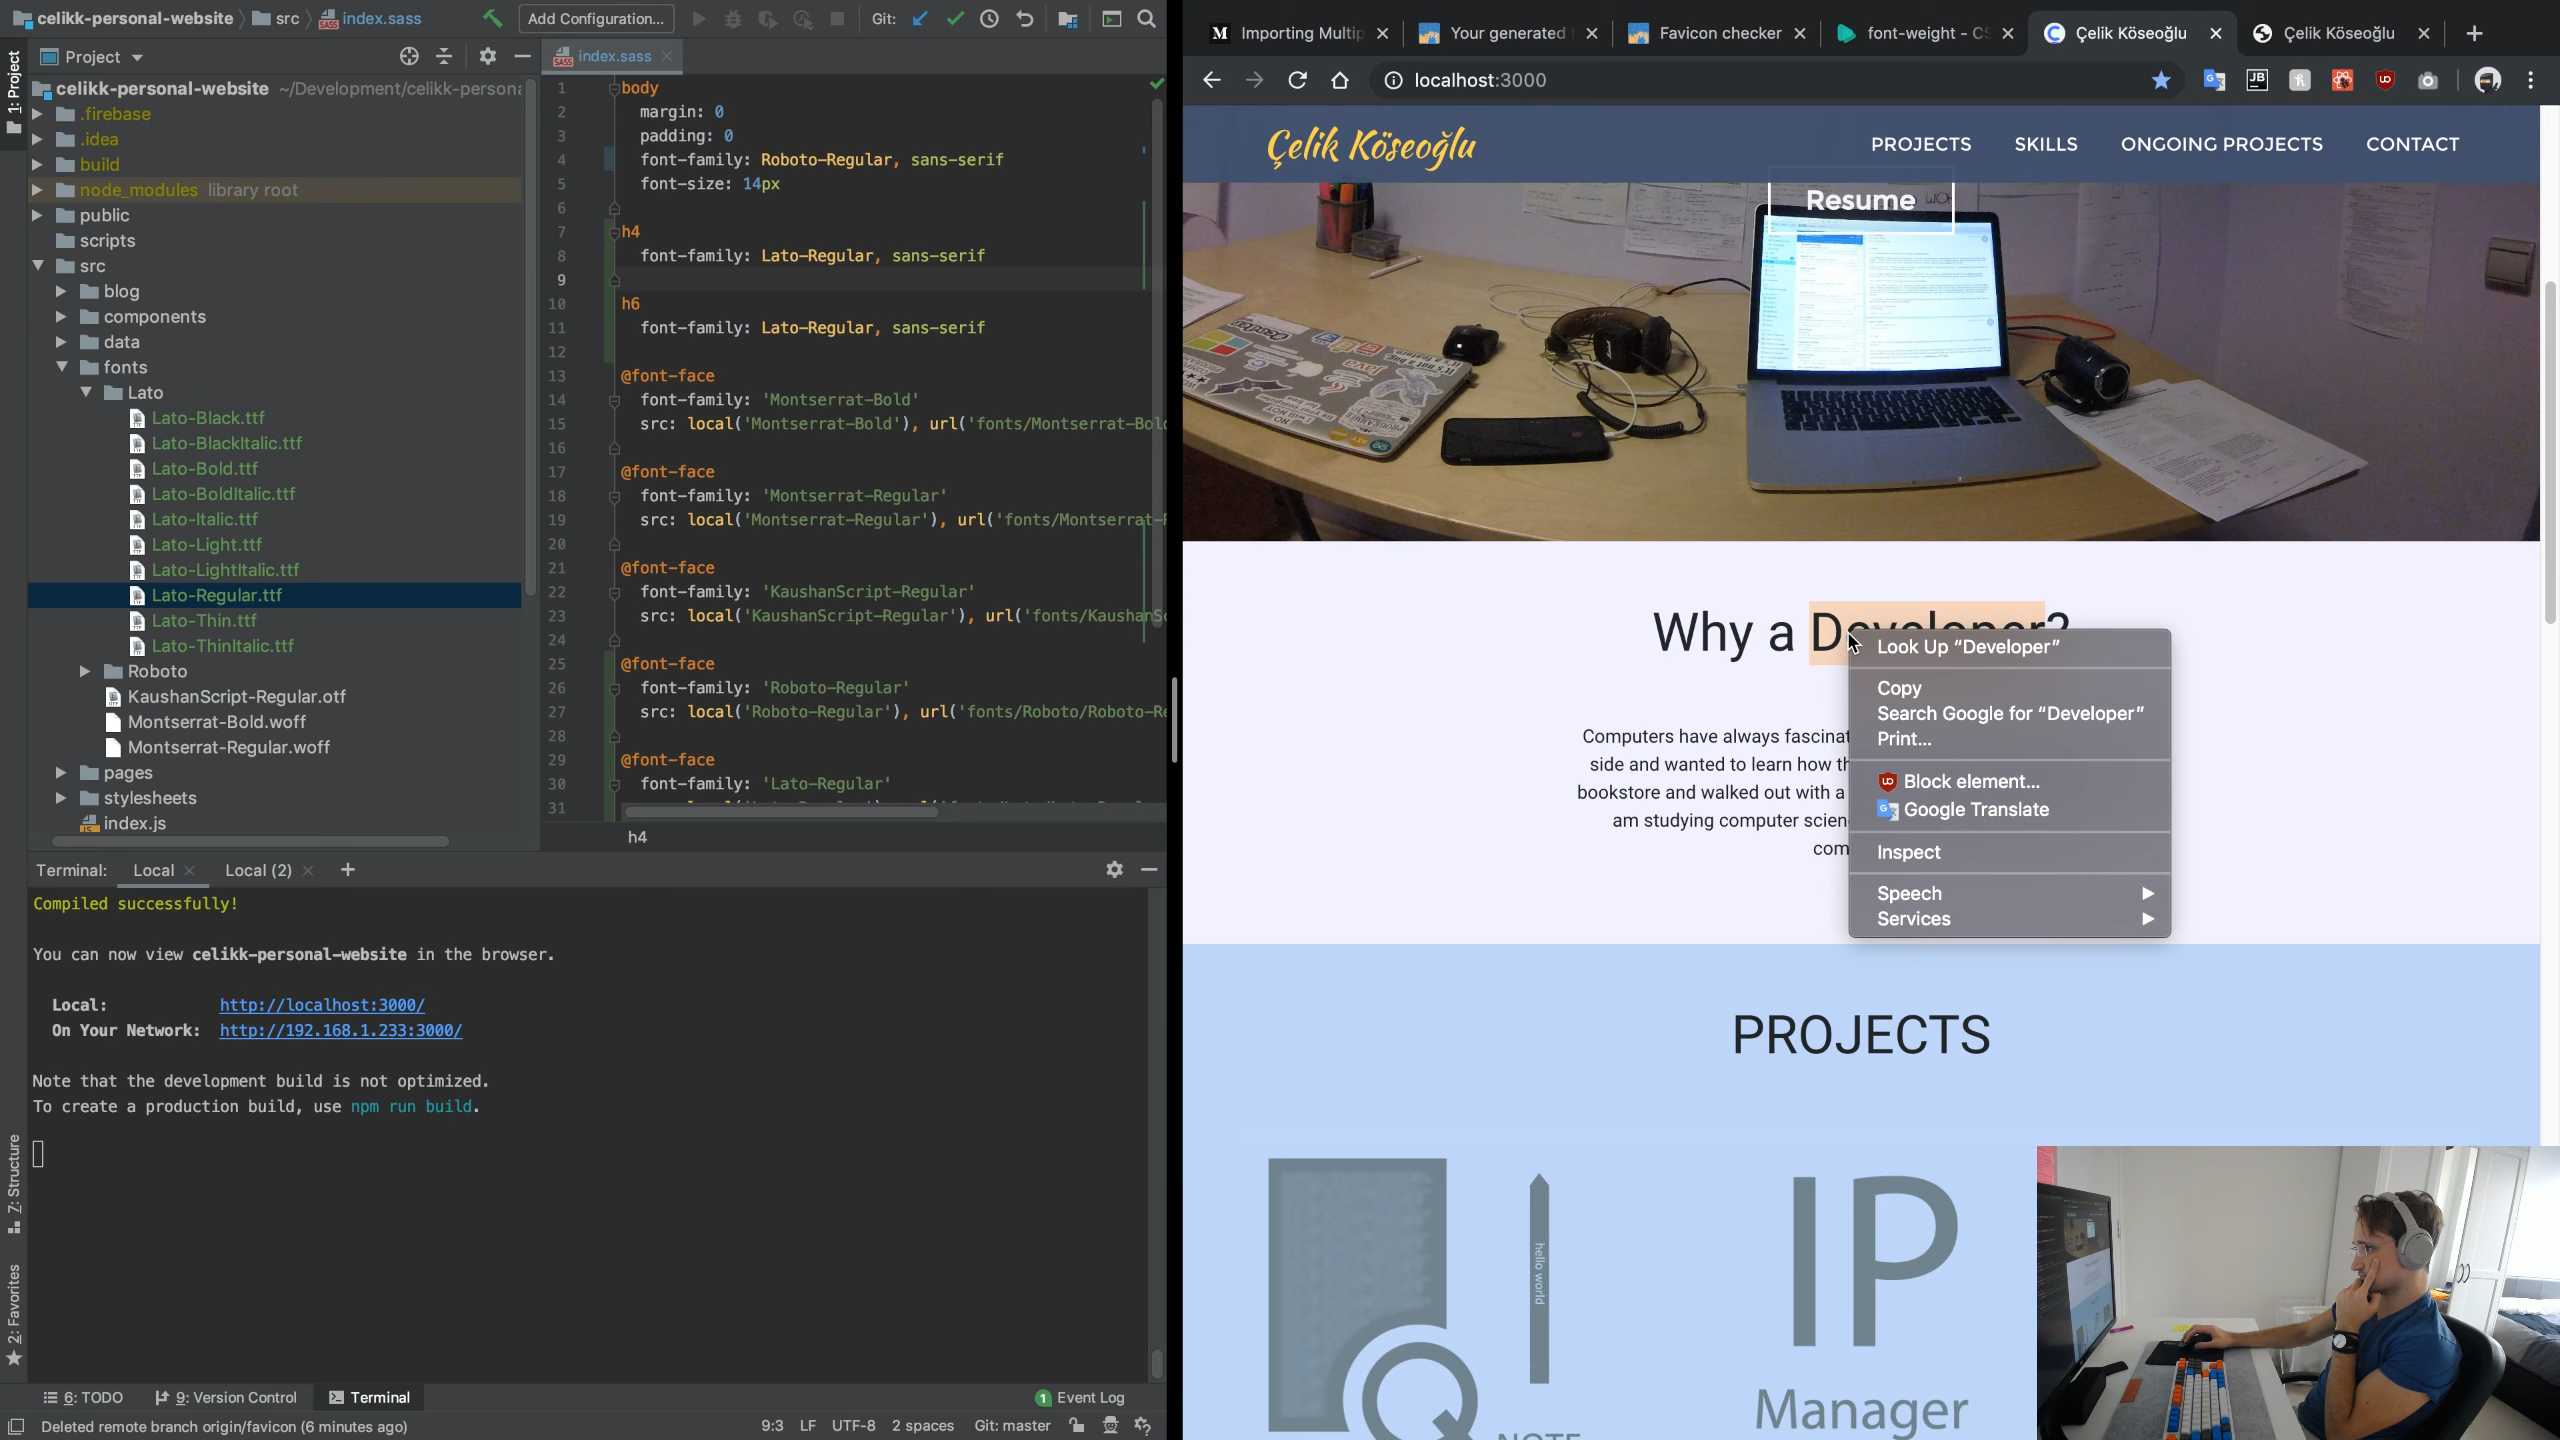 celikk-personal-website
src
index.sass
Add Configuration...
Git:
1: Project
Project
celikk-personal-website ~/Development/celikk-persona
.firebase
.idea
build
node_modules library root
public
scripts
src
blog
components
data
fonts
Lato
Lato-Black.ttf
Lato-BlackItalic.ttf
Lato-Bold.ttf
Lato-BoldItalic.ttf
Lato-Italic.ttf
Lato-Light.ttf
Lato-LightItalic.ttf
Lato-Regular.ttf
Lato-Thin.ttf
Lato-ThinItalic.ttf
Roboto
KaushanScript-Regular.otf
Montserrat-Bold.woff
Montserrat-Regular.woff
pages
stylesheets
index.js
index.sass
1 body
2 margin: 0
3 padding: 0
4 font-family: Roboto-Regular, sans-serif
5 font-size: 14px
6
7 h4
8 font-family: Lato-Regular, sans-serif
9
10 h6
11 font-family: Lato-Regular, sans-serif
12
13 @font-face
14 font-family: 'Montserrat-Bold'
15 src: local('Montserrat-Bold'), url('fonts/Montserrat-Bold
16
17 @font-face
18 font-family: 'Montserrat-Regular'
19 src: local('Montserrat-Regular'), url('fonts/Montserrat-R
20
21 @font-face
22 font-family: 'KaushanScript-Regular'
23 src: local('KaushanScript-Regular'), url('fonts/KaushanSc
24
25 @font-face
26 font-family: 'Roboto-Regular'
27 src: local('Roboto-Regular'), url('fonts/Roboto/Roboto-Re
28
29 @font-face
30 font-family: 'Lato-Regular'
31
h4
Terminal: Local Local (2)
Compiled successfully!
You can now view celikk-personal-website in the browser.
Local: http://localhost:3000/
On Your Network: http://192.168.1.233:3000/
Note that the development build is not optimized.
To create a production build, use npm run build.
7: Structure
2: Favorites
6: TODO 9: Version Control Terminal 1 Event Log
Deleted remote branch origin/favicon (6 minutes ago) 9:3 LF UTF-8 2 spaces Git: master
Importing Multip
Your generated f
Favicon checker
font-weight - CS
Çelik Köseoğlu
Çelik Köseoğlu
localhost:3000
Çelik Köseoğlu
PROJECTS SKILLS ONGOING PROJECTS CONTACT
Resume
Why a Developer?
Computers have always fascinat
side and wanted to learn how th
bookstore and walked out with a
am studying computer scien
com
Look Up “Developer”
Copy
Search Google for “Developer”
Print...
Block element...
Google Translate
Inspect
Speech
Services
PROJECTS
hello world
IP
Manager
NOTE